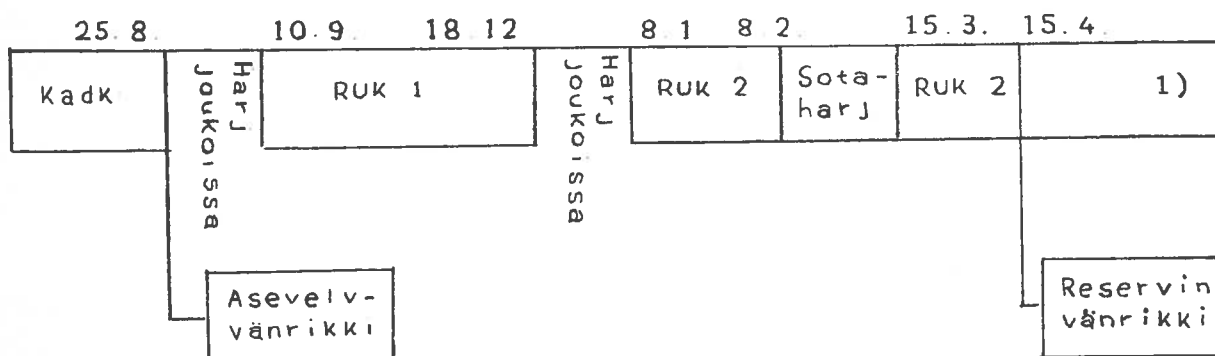 25.8. 10.9. 18.12 8.1 8.2. 15.3. 15.4.
Kadk
Harj
joukoissa
RUK 1
Harj
joukoissa
RUK 2
Sota-
harj
RUK 2
1)
Asevelv-
vänrikki
Reservin
vänrikki